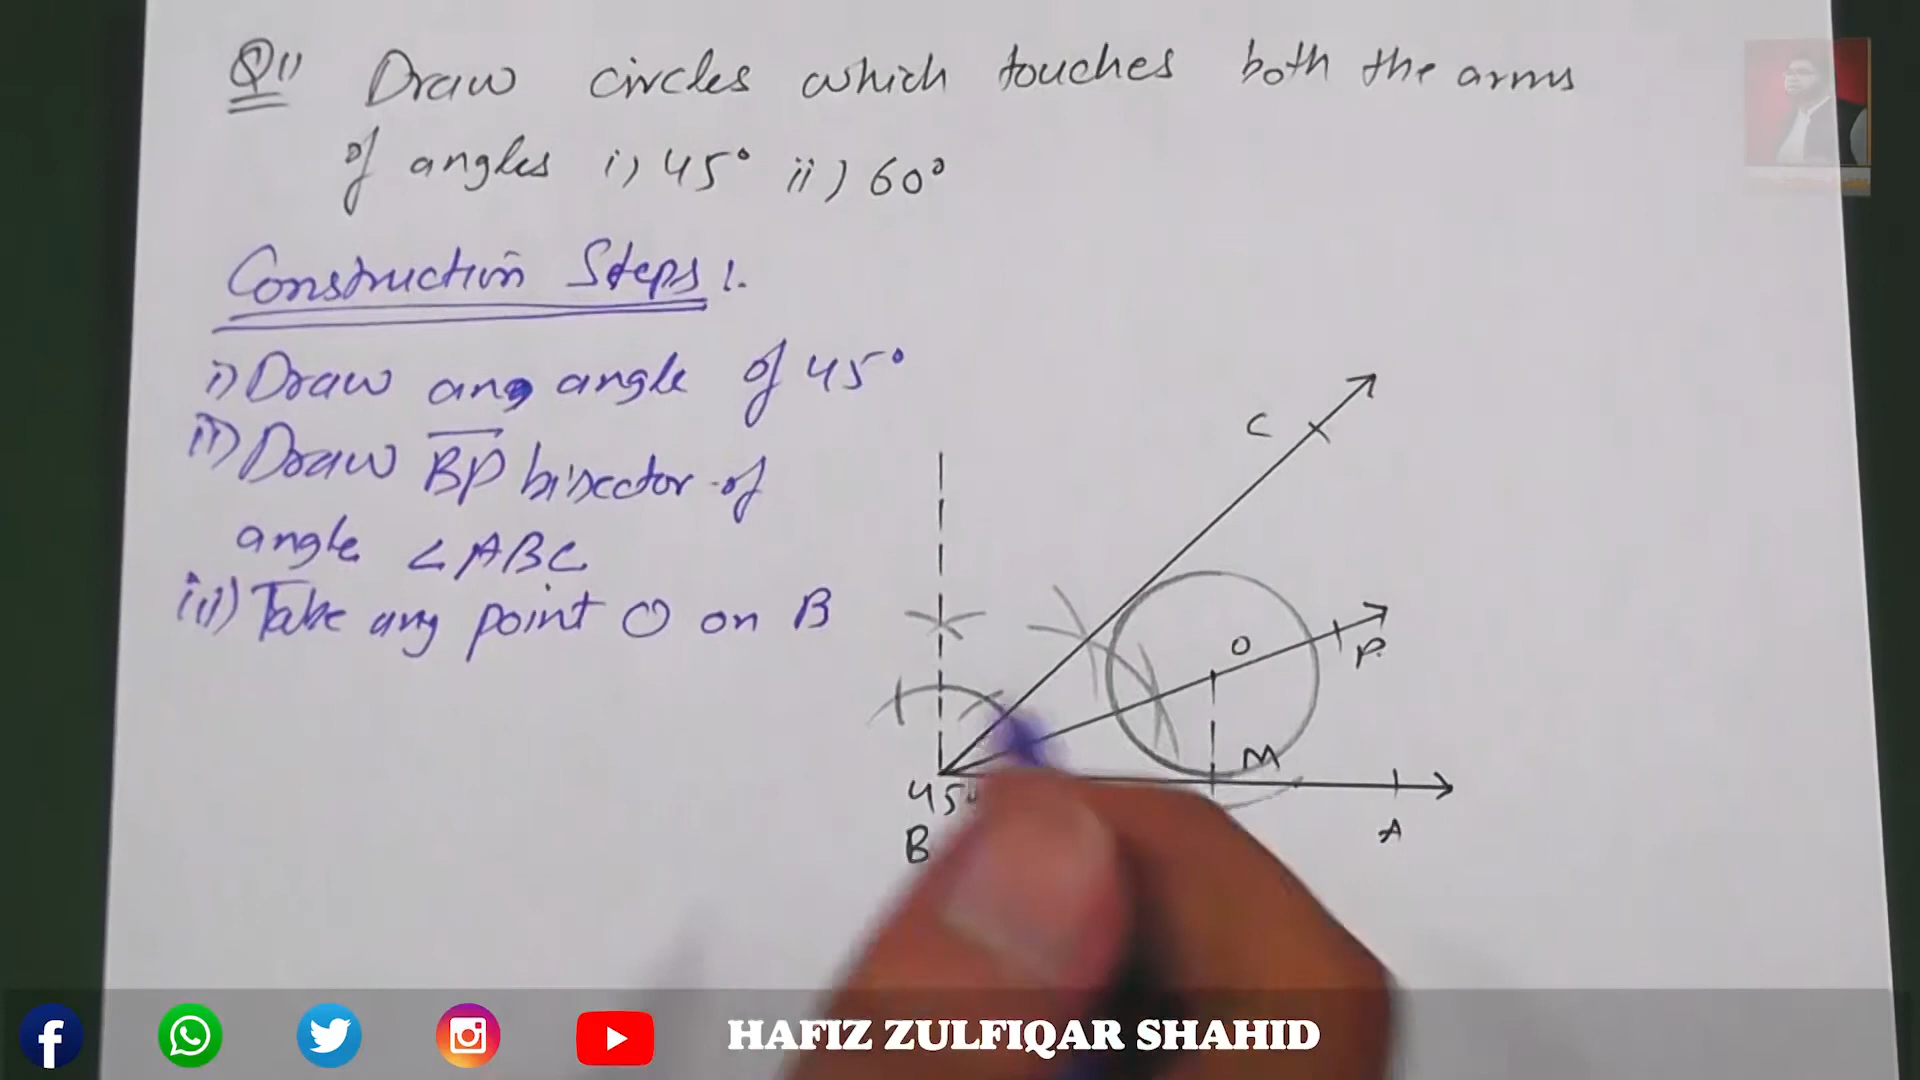 Q11 Draw circles which touches both the arms
of angles i) 45° ii) 60°
Construction Steps:
i) Draw ang angle of 45°
ii) Draw BP bisector of
angle ∠ABC
iii) Take any point O on B
C
O
P
M
45°
A
B
HAFIZ ZULFIQAR SHAHID